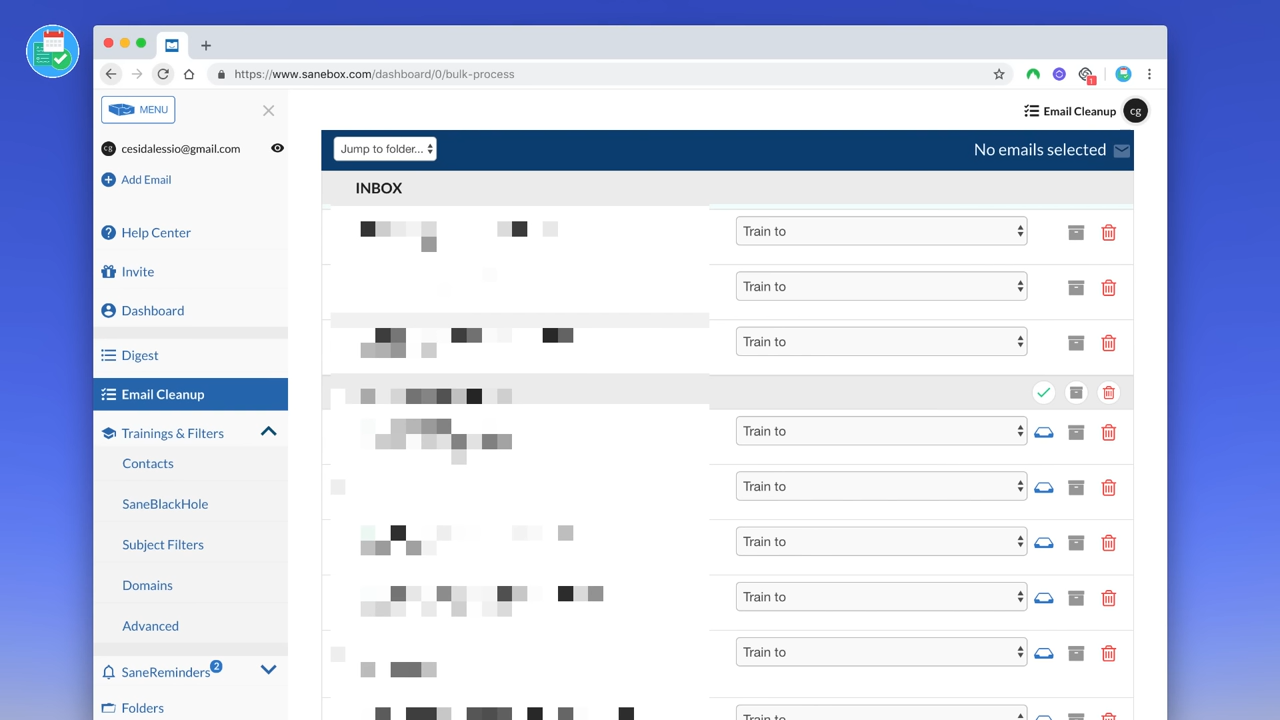 https://www.sanebox.com/dashboard/0/bulk-process
MENU
cg Email Cleanup cg
cesidalessio@gmail.com
Add Email
Help Center
Invite
Dashboard
Digest
Email Cleanup
Trainings & Filters
Contacts
SaneBlackHole
Subject Filters
Domains
Advanced
SaneReminders 2
Folders
Jump to folder...
No emails selected
INBOX
Train to
Train to
Train to
Train to
Train to
Train to
Train to
Train to
Train to